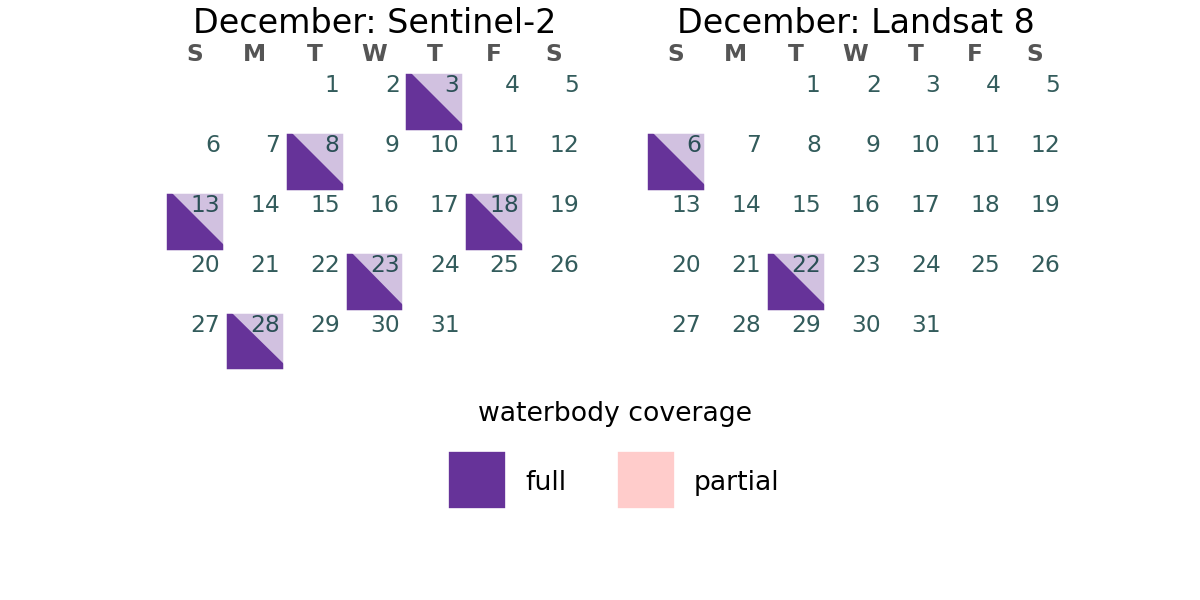 December: Sentinel-2
S M T W T F S
1 2 3 4 5
6 7 8 9 10 11 12
13 14 15 16 17 18 19
20 21 22 23 24 25 26
27 28 29 30 31
December: Landsat 8
S M T W T F S
1 2 3 4 5
6 7 8 9 10 11 12
13 14 15 16 17 18 19
20 21 22 23 24 25 26
27 28 29 30 31
waterbody coverage
full
partial